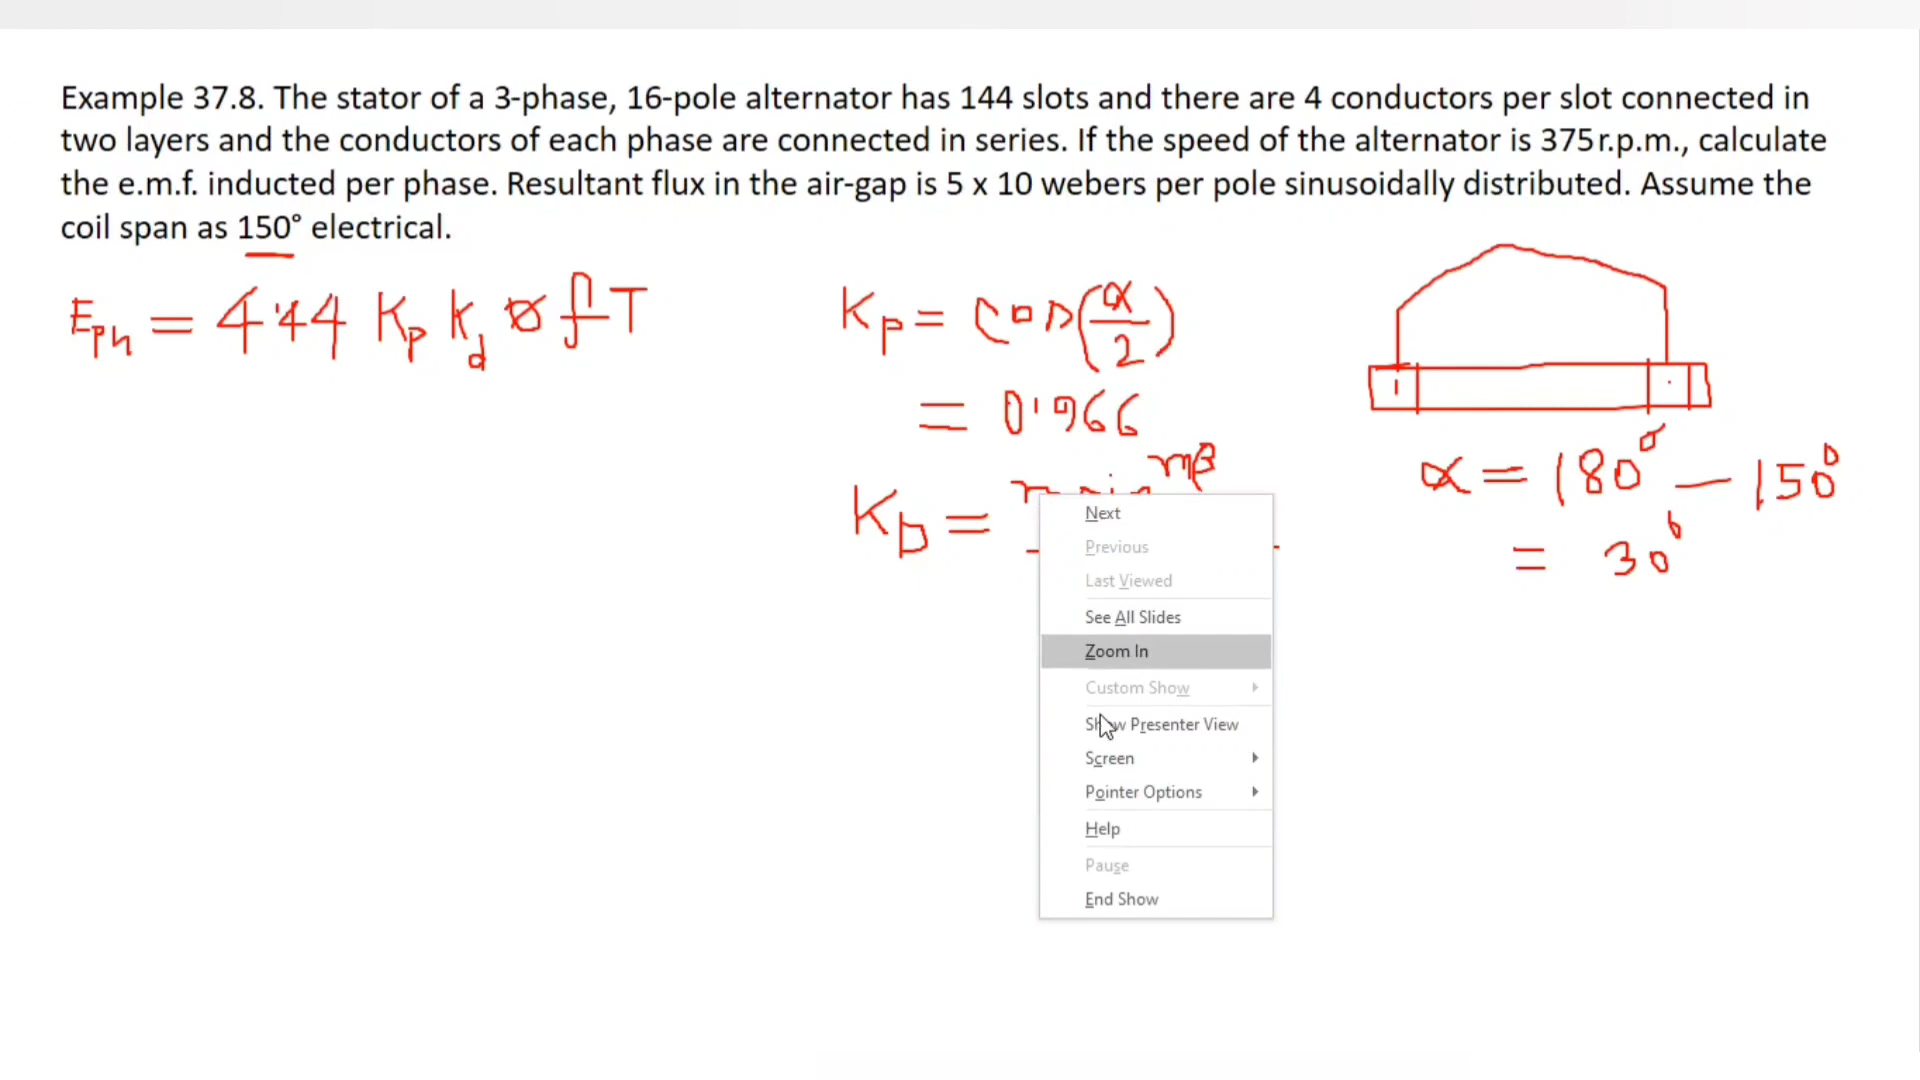 Example 37.8. The stator of a 3-phase, 16-pole alternator has 144 slots and there are 4 conductors per slot connected in
two layers and the conductors of each phase are connected in series. If the speed of the alternator is 375 r.p.m., calculate
the e.m.f. inducted per phase. Resultant flux in the air-gap is 5 x 10 webers per pole sinusoidally distributed. Assume the
coil span as 150° electrical.
Eph = 4.44 Kp Kd ø f T
Kp = cos(α/2)
= 0.966
KD =
mβ
α = 180° - 150°
= 30°
Next
Previous
Last Viewed
See All Slides
Zoom In
Custom Show
Show Presenter View
Screen
Pointer Options
Help
Pause
End Show